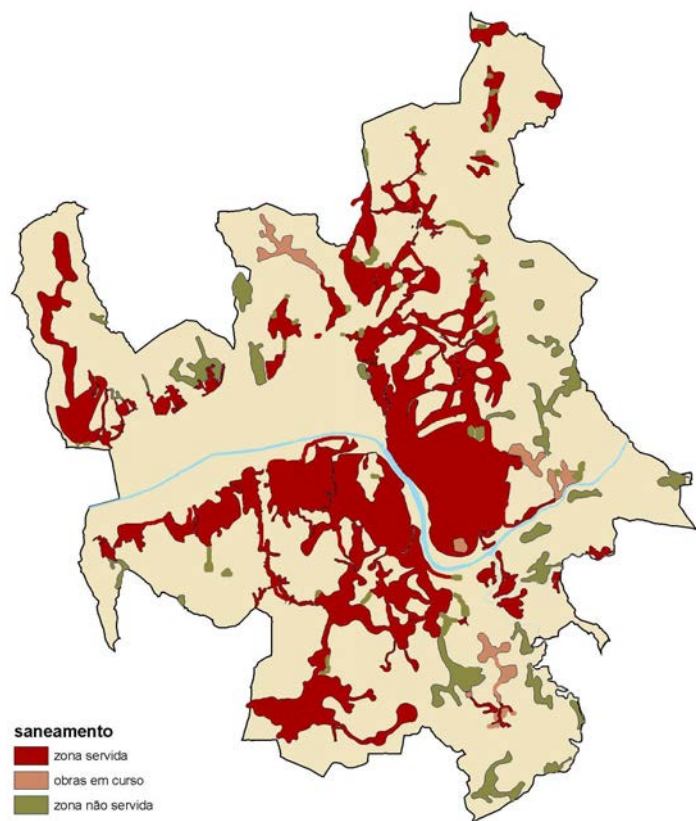 saneamento
zona servida
obras em curso
zona não servida